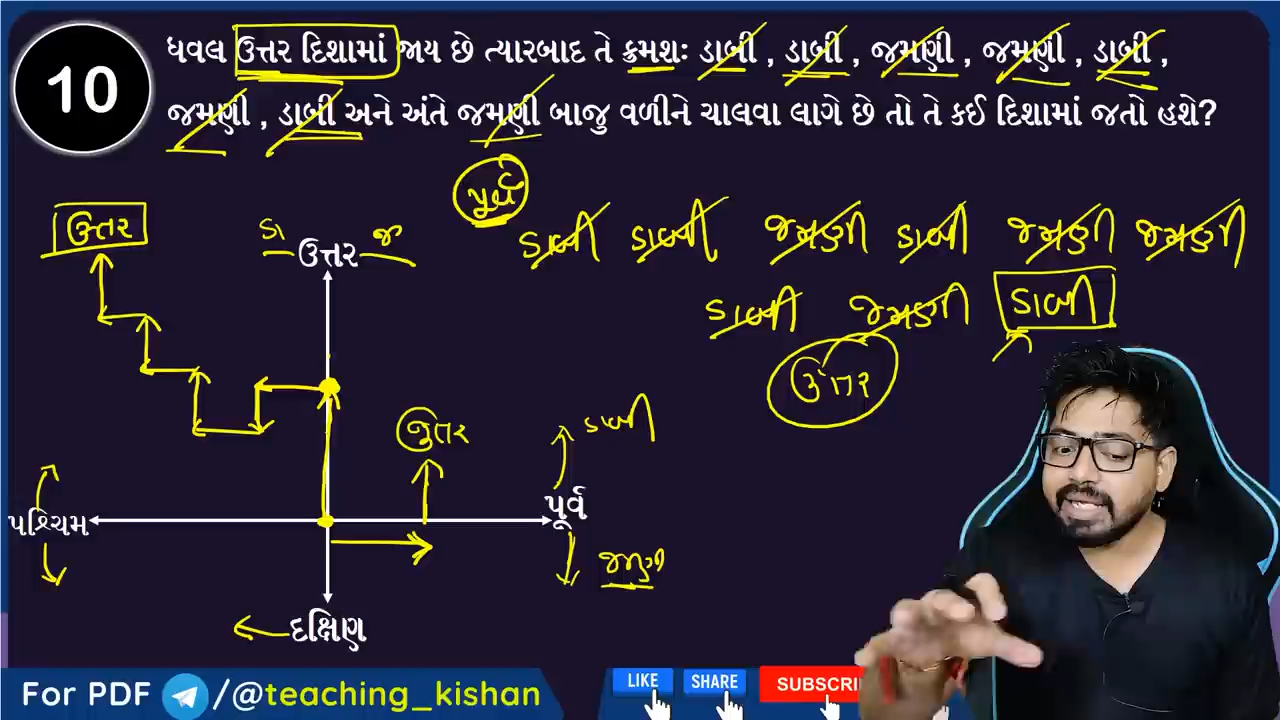 10
ધવલ ઉત્તર દિશામાં જાય છે ત્યારબાદ તે ક્રમશઃ ડાબી , ડાબી , જમણી , જમણી , ડાબી ,
જમણી , ડાબી અને અંતે જમણી બાજુ વળીને ચાલવા લાગે છે તો તે કઈ દિશામાં જતો હશે?
પૂર્વ
ડાબી ડાબી જમણી ડાબી જમણી જમણી
ડાબી જમણી ડાબી
ઉત્તર
ઉત્તર
ડા જ
ઉત્તર
ઉત્તર
ડાબી
પશ્ચિમ
પૂર્વ
જમણી
દક્ષિણ
For PDF /@teaching_kishan
LIKE SHARE SUBSCRI